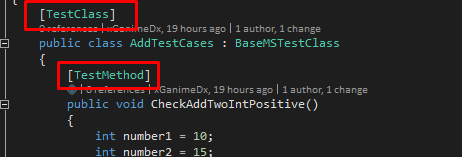 [TestClass]
0 references | xGanimeDx, 19 hours ago | 1 author, 1 change
public class AddTestCases : BaseMSTestClass
{
[TestMethod]
| 0 references | xGanimeDx, 19 hours ago | 1 author, 1 change
public void CheckAddTwoIntPositive()
{
int number1 = 10;
int number2 = 15;